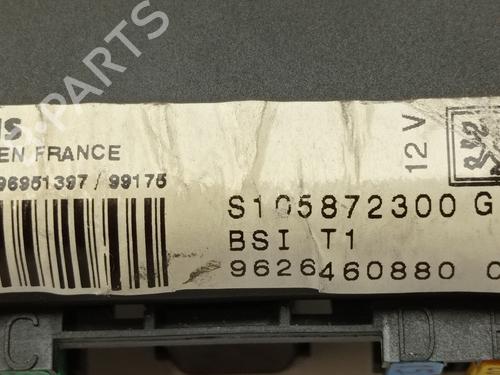 S
EN FRANCE
96951397 / 99175
12 V
S105872300 G
BSI T1
9626460880
C
D
B-PARTS